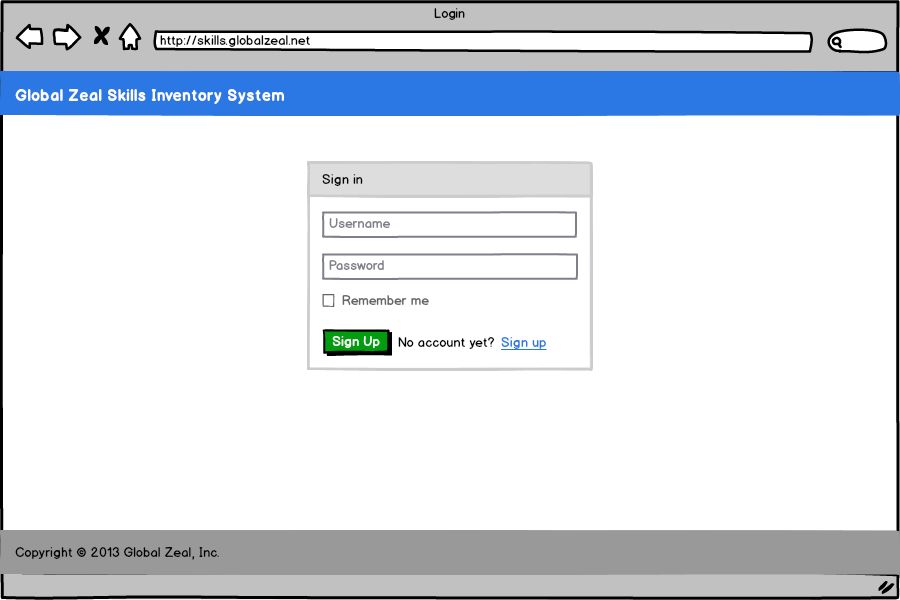 Login
http://skills.globalzeal.net
Global Zeal Skills Inventory System
Sign in
Username
Password
Remember me
Sign Up No account yet? Sign up
Copyright © 2013 Global Zeal, Inc.